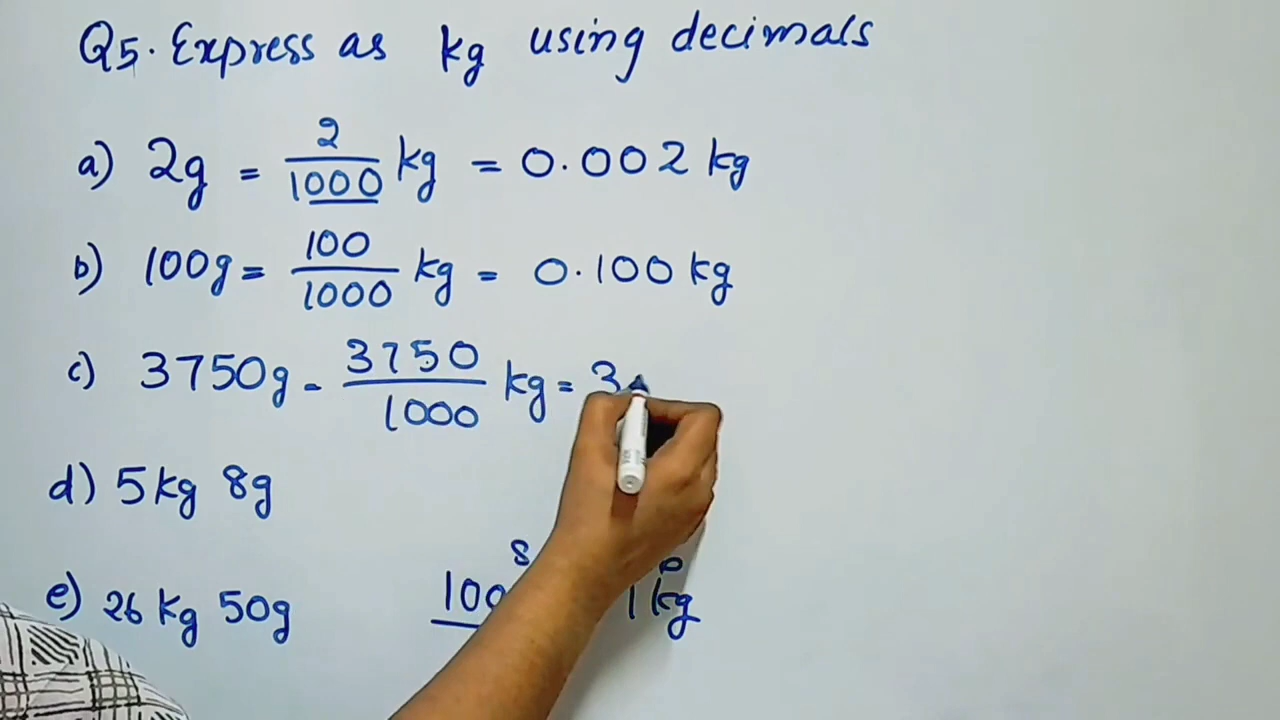 Q5. Express as kg using decimals
a) 2g = 2/1000 kg = 0.002 kg
b) 100g = 100/1000 kg = 0.100 kg
c) 3750g - 3750/1000 kg = 3.
d) 5kg 8g
e) 26 kg 50g 1kg